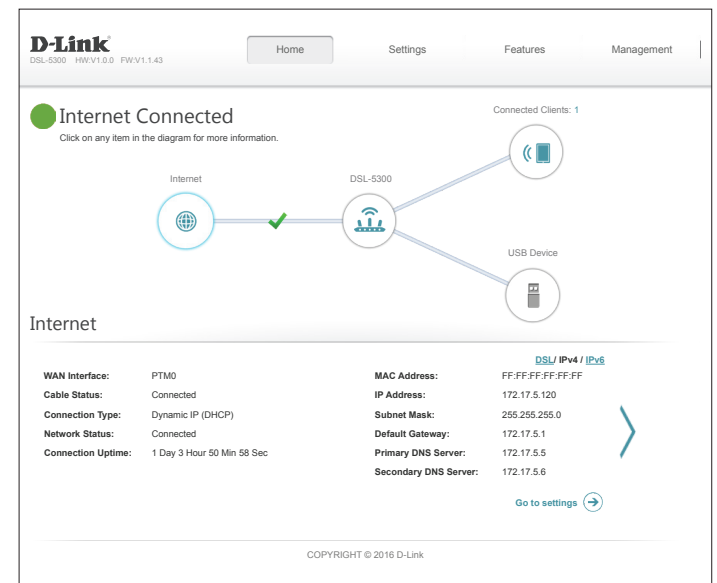 D-Link
DSL-5300 HW:V1.0.0 FW:V1.1.43
Home Settings Features Management
Internet Connected
Click on any item in the diagram for more information.
Connected Clients: 1
Internet
DSL-5300
USB Device
Internet
DSL/ IPv4 / IPv6
WAN Interface: PTM0
Cable Status: Connected
Connection Type: Dynamic IP (DHCP)
Network Status: Connected
Connection Uptime: 1 Day 3 Hour 50 Min 58 Sec
MAC Address: FF:FF:FF:FF:FF:FF
IP Address: 172.17.5.120
Subnet Mask: 255.255.255.0
Default Gateway: 172.17.5.1
Primary DNS Server: 172.17.5.5
Secondary DNS Server: 172.17.5.6
Go to settings
COPYRIGHT © 2016 D-Link